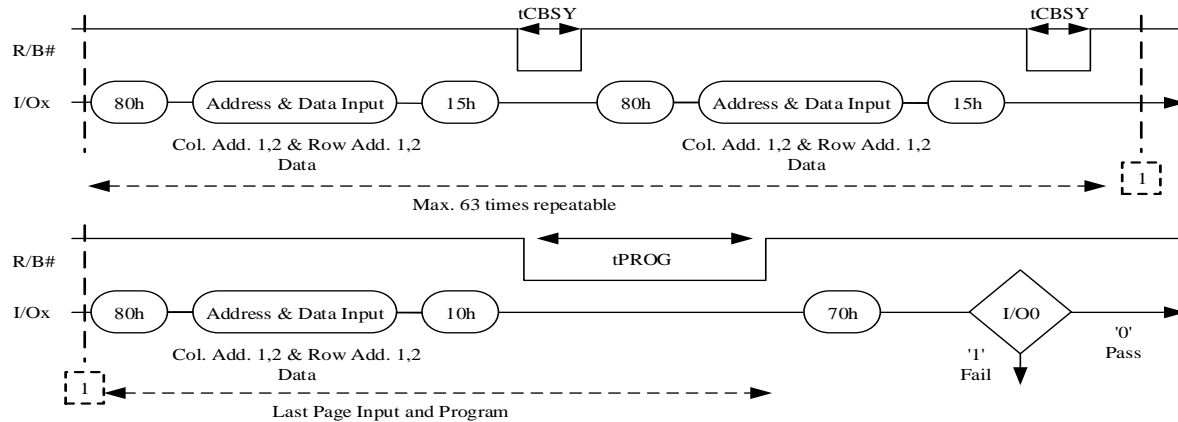 tCBSY tCBSY
R/B#
I/Ox 80h Address & Data Input 15h 80h Address & Data Input 15h
Col. Add. 1,2 & Row Add. 1,2 Col. Add. 1,2 & Row Add. 1,2
Data Data
1
Max. 63 times repeatable
R/B#
tPROG
I/Ox 80h Address & Data Input 10h 70h I/O0
'0'
Pass
Col. Add. 1,2 & Row Add. 1,2 '1'
Data Fail
1
Last Page Input and Program